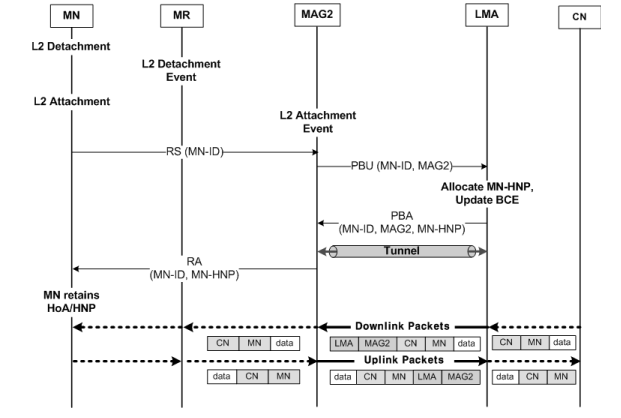 MN
MR
MAG2
LMA
CN
L2 Detachment
L2 Detachment
Event
L2 Attachment
L2 Attachment
Event
RS (MN-ID)
PBU (MN-ID, MAG2)
Allocate MN-HNP,
Update BCE
PBA
(MN-ID, MAG2, MN-HNP)
Tunnel
RA
(MN-ID, MN-HNP)
MN retains
HoA/HNP
Downlink Packets
CN MN data
LMA MAG2 CN MN data
CN MN data
Uplink Packets
data CN MN
data CN MN LMA MAG2
data CN MN